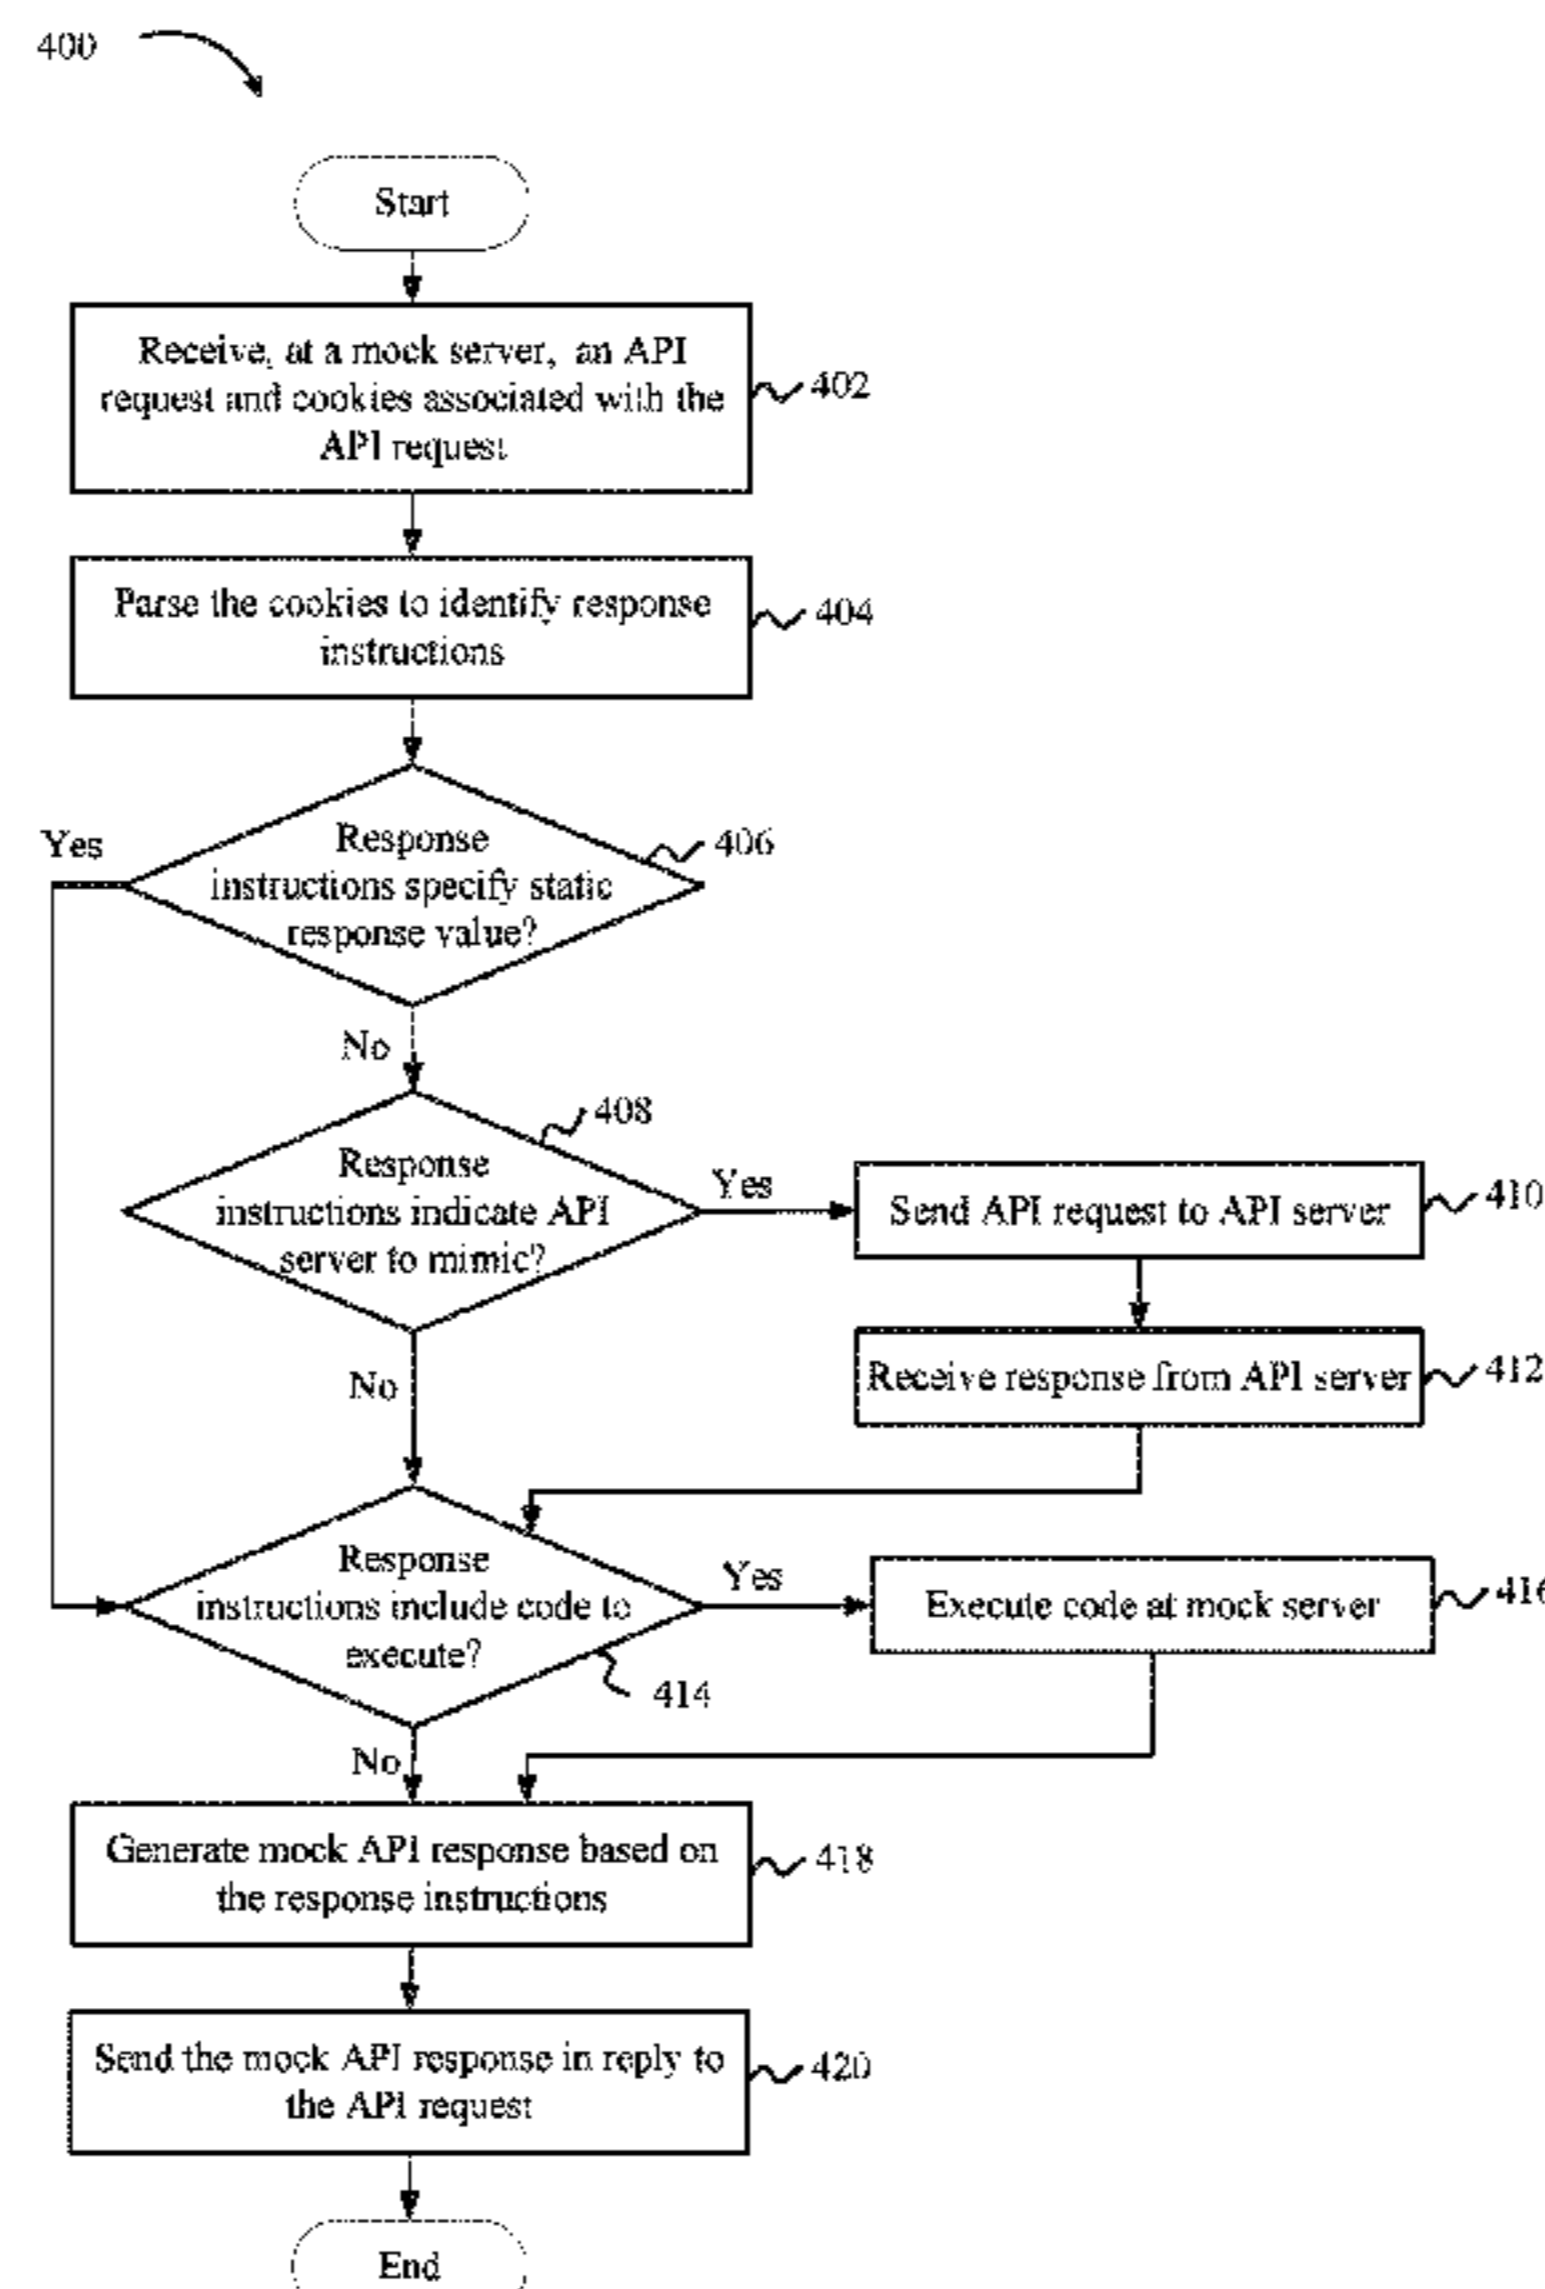 400
Start
Receive, at a mock server, an API
request and cookies associated with the
API request
402
Parse the cookies to identify response
instructions
404
Yes
Response
instructions specify static
response value?
406
No
408
Response
instructions indicate API
server to mimic?
Yes
Send API request to API server
410
No
Receive response from API server
412
Response
instructions include code to
execute?
Yes
Execute code at mock server
416
414
No
Generate mock API response based on
the response instructions
418
Send the mock API response in reply to
the API request
420
End